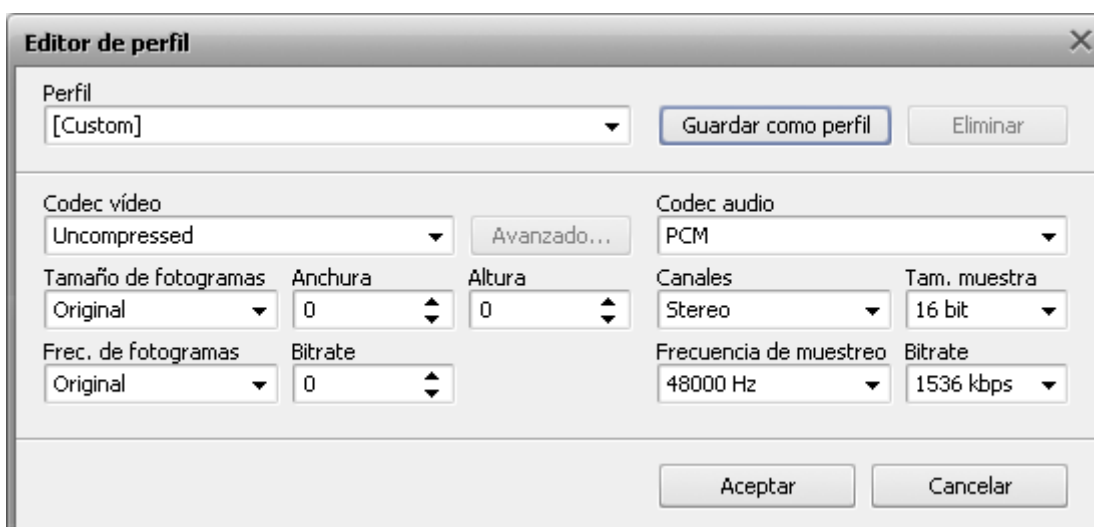 Editor de perfil
Perfil
[Custom] Guardar como perfil Eliminar
Codec vídeo Codec audio
Uncompressed Avanzado... PCM
Tamaño de fotogramas Anchura Altura Canales Tam. muestra
Original 0 0 Stereo 16 bit
Frec. de fotogramas Bitrate Frecuencia de muestreo Bitrate
Original 0 48000 Hz 1536 kbps
Aceptar Cancelar